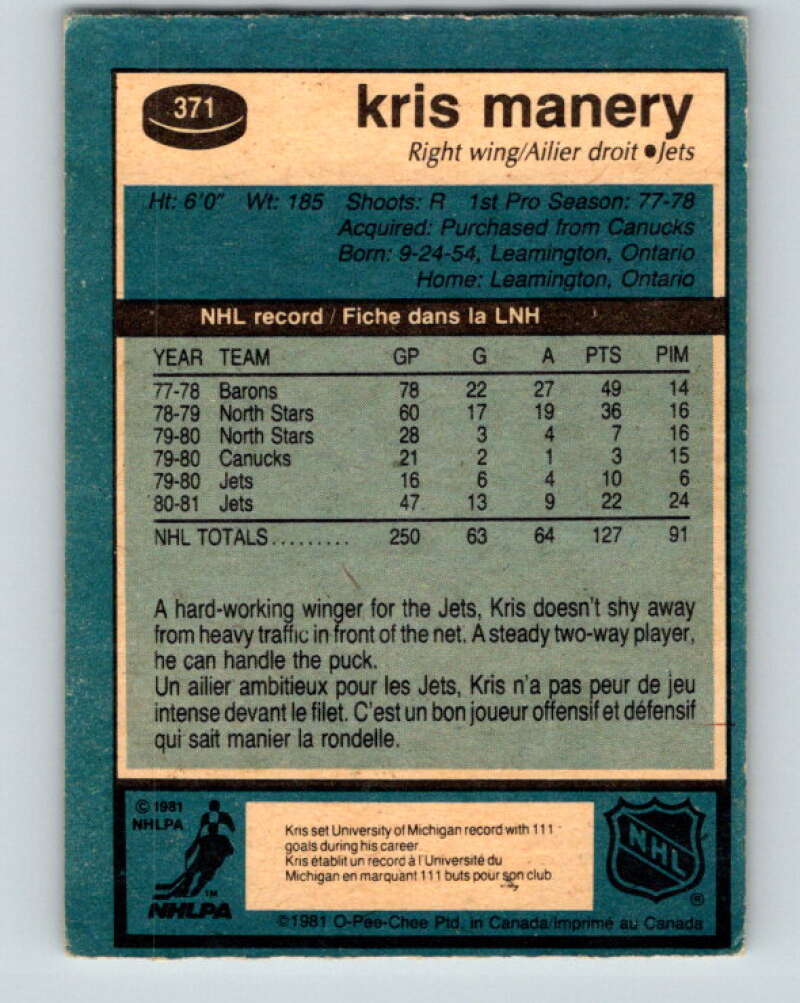 371
kris manery
Right wing/Ailier droit ●Jets
Ht: 6'0" Wt: 185 Shoots: R 1st Pro Season: 77-78
Acquired: Purchased from Canucks
Born: 9-24-54, Leamington, Ontario
Home: Leamington, Ontario
NHL record / Fiche dans la LNH
YEAR TEAM GP G A PTS PIM
77-78 Barons 78 22 27 49 14
78-79 North Stars 60 17 19 36 16
79-80 North Stars 28 3 4 7 16
79-80 Canucks 21 2 1 3 15
79-80 Jets 16 6 4 10 6
80-81 Jets 47 13 9 22 24
NHL TOTALS......... 250 63 64 127 91
A hard-working winger for the Jets, Kris doesn't shy away
from heavy traffic in front of the net. A steady two-way player,
he can handle the puck.
Un ailier ambitieux pour les Jets, Kris n'a pas peur de jeu
intense devant le filet. C'est un bon joueur offensif et défensif
qui sait manier la rondelle.
© 1981
NHLPA
Kris set University of Michigan record with 111
goals during his career
Kris établit un record à l'Université du
Michigan en marquant 111 buts pour son club
TM
NHLPA
NHL
®
©1981 O-Pee-Chee Ptd. in Canada/Imprimé au Canada